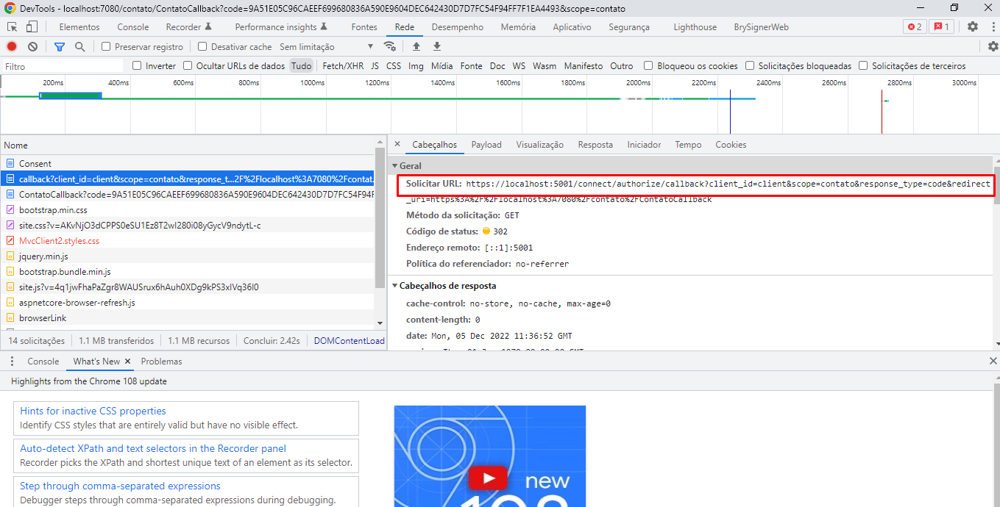 DevTools - localhost:7080/contato/ContatoCallback?code=9A51E05C96CAEEF699680836A590E9604DEC642430D7D7FC54F94FF7F1EA4493&scope=contato
Elementos Console Recorder Performance insights Fontes Rede Desempenho Memória Aplicativo Segurança Lighthouse BrySignerWeb 2 1
Preservar registro Desativar cache Sem limitação
Filtro Inverter Ocultar URLs de dados Tudo Fetch/XHR JS CSS Img Mídia Fonte Doc WS Wasm Manifesto Outro Bloqueou os cookies Solicitações bloqueadas Solicitações de terceiros
200ms 400ms 600ms 800ms 1000ms 1200ms 1400ms 1600ms 1800ms 2000ms 2200ms 2400ms 2600ms 2800ms 3000ms
Nome
Consent
callback?client_id=client&scope=contato&response_t...2F%2Flocalhost%3A7080%2Fcontat.
ContatoCallback?code=9A51E05C96CAEEF699680836A590E9604DEC642430D7D7FC54F94F
bootstrap.min.css
site.css?v=AKvNjO3dCPPS0eSU1Ez8T2wI280i08yGycV9ndytL-c
MvcClient2.styles.css
jquery.min.js
bootstrap.bundle.min.js
site.js?v=4q1jwFhaPaZgr8WAUSrux6hAuh0XDg9kPS3xIVq36I0
aspnetcore-browser-refresh.js
browserLink
14 solicitações 1.1 MB transferidos 1.1 MB recursos Concluir: 2.42s DOMContentLoad
Cabeçalhos Payload Visualização Resposta Iniciador Tempo Cookies
Geral
Solicitar URL: https://localhost:5001/connect/authorize/callback?client_id=client&scope=contato&response_type=code&redirect
_uri=https%3A%2F%2Flocalhost%3A7080%2Fcontato%2FContatoCallback
Método da solicitação: GET
Código de status: 302
Endereço remoto: [::1]:5001
Política do referenciador: no-referrer
Cabeçalhos de resposta
cache-control: no-store, no-cache, max-age=0
content-length: 0
date: Mon, 05 Dec 2022 11:36:52 GMT
Console What's New Problemas
Highlights from the Chrome 108 update
Hints for inactive CSS properties
Identify CSS styles that are entirely valid but have no visible effect.
Auto-detect XPath and text selectors in the Recorder panel
Recorder picks the XPath and shortest unique text of an element as its selector.
Step through comma-separated expressions
Debugger steps through comma-separated expressions during debugging.
new
108